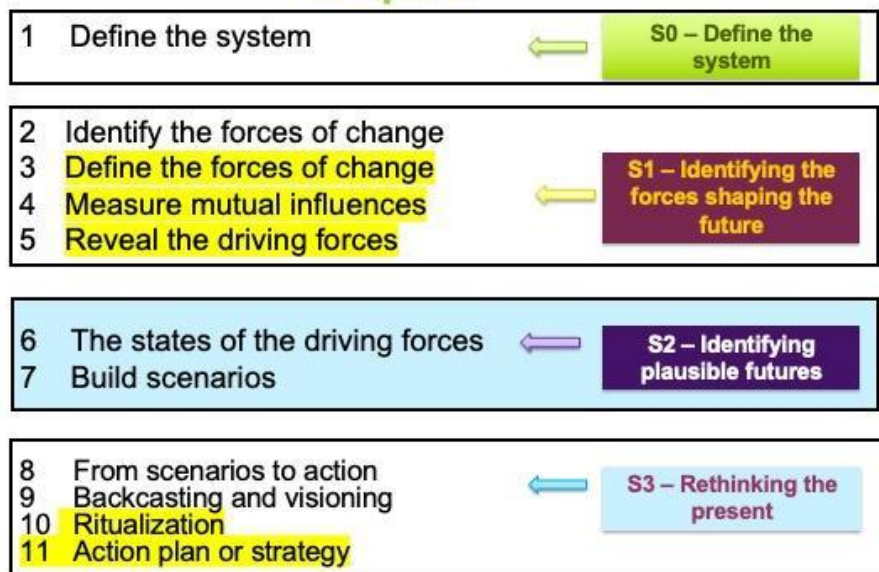 1 Define the system
S0 – Define the
system
2 Identify the forces of change
3 Define the forces of change
4 Measure mutual influences
5 Reveal the driving forces
S1 – Identifying the
forces shaping the
future
6 The states of the driving forces
7 Build scenarios
S2 – Identifying
plausible futures
8 From scenarios to action
9 Backcasting and visioning
10 Ritualization
11 Action plan or strategy
S3 – Rethinking the
present